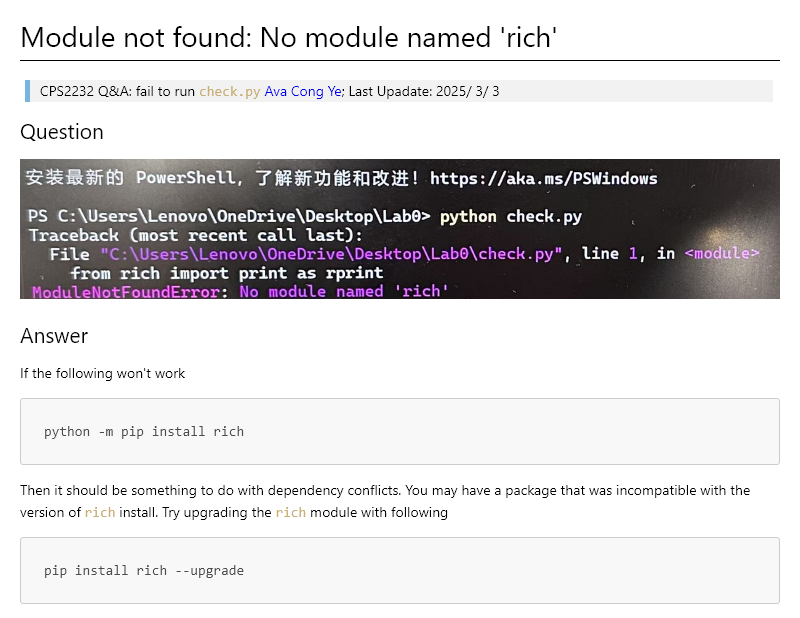 Module not found: No module named 'rich'
CPS2232 Q&A: fail to run check.py Ava Cong Ye; Last Upadate: 2025/ 3/ 3
Question
安装最新的 PowerShell，了解新功能和改进！https://aka.ms/PSWindows
PS C:\Users\Lenovo\OneDrive\Desktop\Lab0> python check.py
Traceback (most recent call last):
File "C:\Users\Lenovo\OneDrive\Desktop\Lab0\check.py", line 1, in <module>
from rich import print as rprint
ModuleNotFoundError: No module named 'rich'
Answer
If the following won't work
python -m pip install rich
Then it should be something to do with dependency conflicts. You may have a package that was incompatible with the
version of rich install. Try upgrading the rich module with following
pip install rich --upgrade